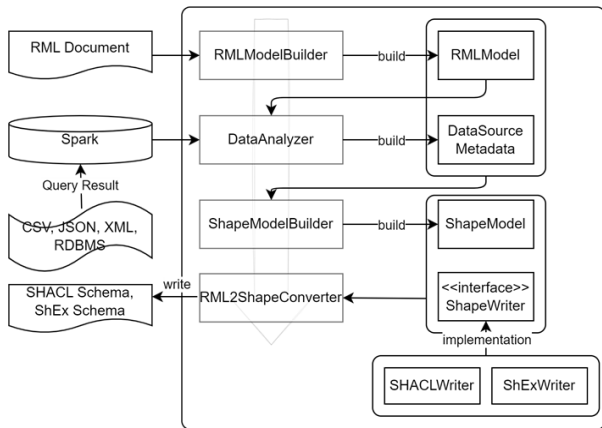 RML Document
RMLModelBuilder
build
RMLModel
Spark
DataAnalyzer
build
DataSource
Metadata
Query Result
CSV, JSON, XML,
RDBMS
ShapeModelBuilder
build
ShapeModel
SHACL Schema,
ShEx Schema
write
RML2ShapeConverter
<<interface>>
ShapeWriter
implementation
SHACLWriter
ShExWriter